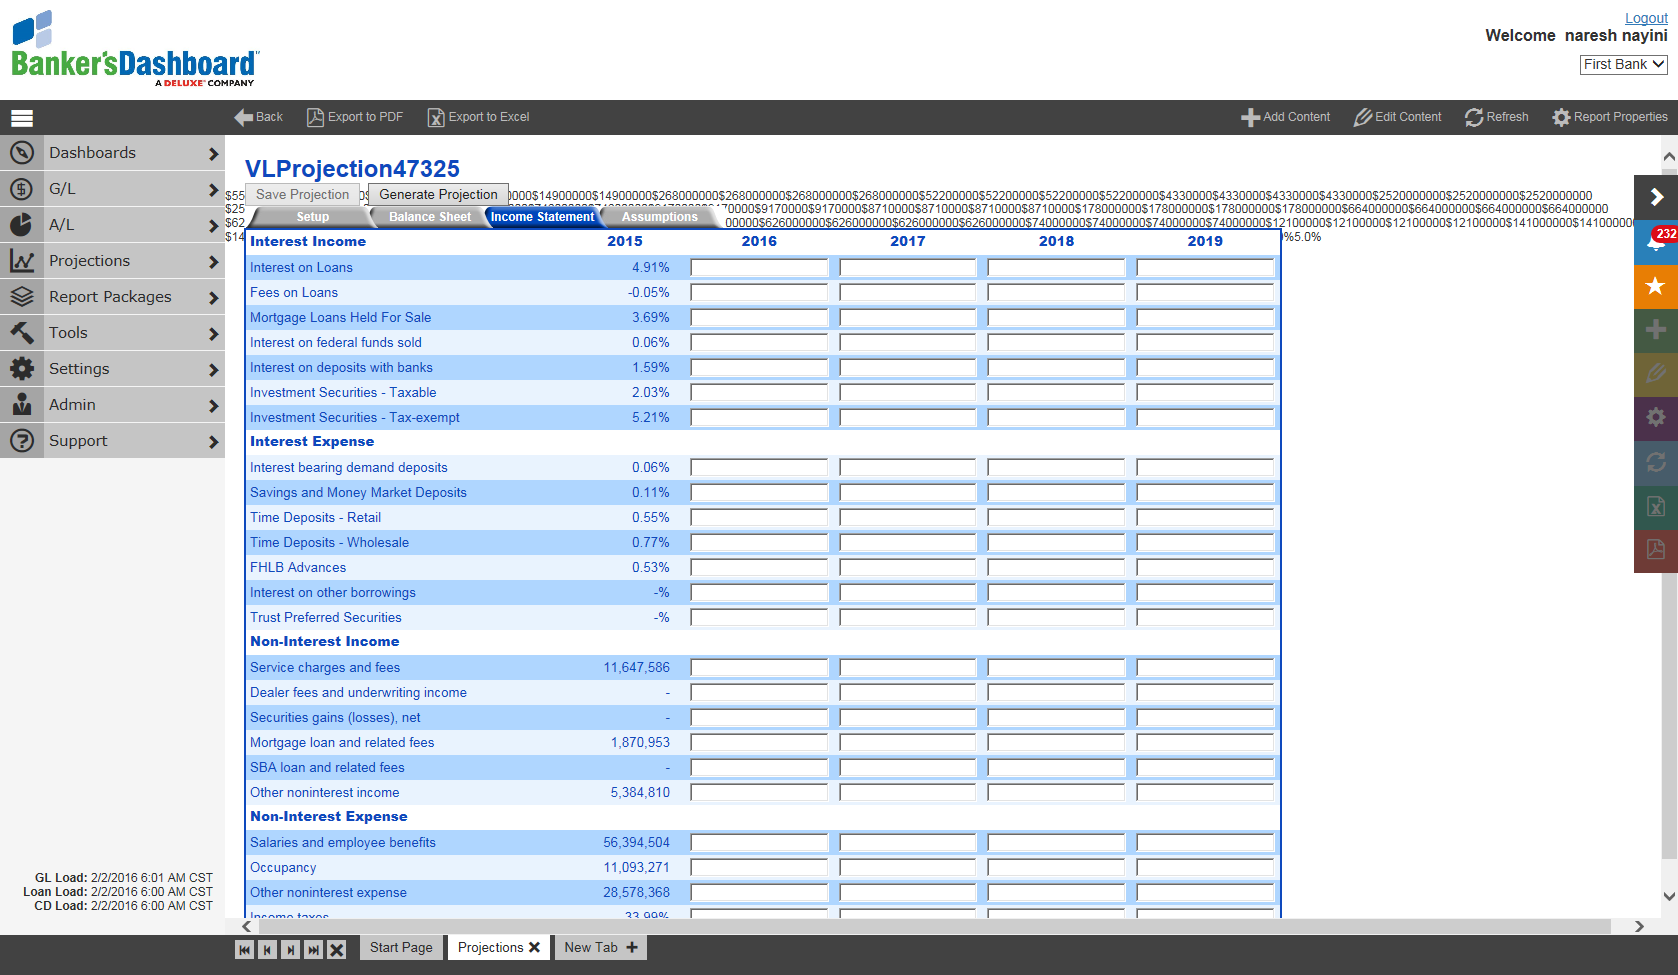 Logout
Banker'sDashboard
A DELUXE COMPANY
Welcome naresh nayini
First Bank
Back Export to PDF Export to Excel Add Content Edit Content Refresh Report Properties
Dashboards
G/L
A/L
Projections
Report Packages
Tools
Settings
Admin
Support
VLProjection47325
Save Projection Generate Projection
Setup Balance Sheet Income Statement Assumptions
232
Interest Income 2015 2016 2017 2018 2019
Interest on Loans 4.91%
Fees on Loans -0.05%
Mortgage Loans Held For Sale 3.69%
Interest on federal funds sold 0.06%
Interest on deposits with banks 1.59%
Investment Securities - Taxable 2.03%
Investment Securities - Tax-exempt 5.21%
Interest Expense
Interest bearing demand deposits 0.06%
Savings and Money Market Deposits 0.11%
Time Deposits - Retail 0.55%
Time Deposits - Wholesale 0.77%
FHLB Advances 0.53%
Interest on other borrowings -%
Trust Preferred Securities -%
Non-Interest Income
Service charges and fees 11,647,586
Dealer fees and underwriting income -
Securities gains (losses), net -
Mortgage loan and related fees 1,870,953
SBA loan and related fees -
Other noninterest income 5,384,810
Non-Interest Expense
Salaries and employee benefits 56,394,504
Occupancy 11,093,271
Other noninterest expense 28,578,368
Income taxes 33.99%
GL Load: 2/2/2016 6:01 AM CST
Loan Load: 2/2/2016 6:00 AM CST
CD Load: 2/2/2016 6:00 AM CST
Start Page Projections New Tab